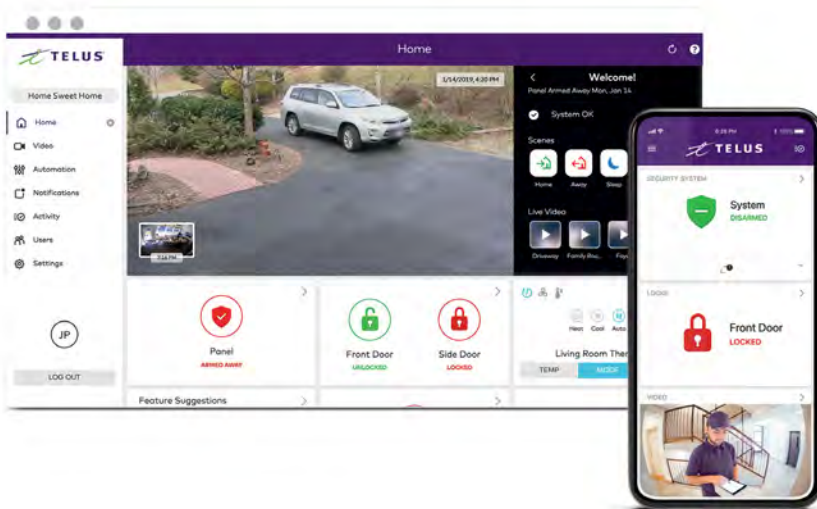 TELUS
Home
Home Sweet Home
Home
Video
Automation
Notifications
Activity
Users
Settings
JP
LOG OUT
1/14/2019, 4:20 PM
Welcome!
Panel Armed Away Mon, Jan 14
System OK
Scenes
Home Away Sleep
Live Video
Driveway Family Roo...
Panel
ARMED AWAY
Front Door
UNLOCKED
Side Door
LOCKED
Heat Cool Auto
Living Room Ther
TEMP MODE
Feature Suggestions
TELUS
SECURITY SYSTEM
System
DISARMED
LOCKS
Front Door
LOCKED
VIDEO